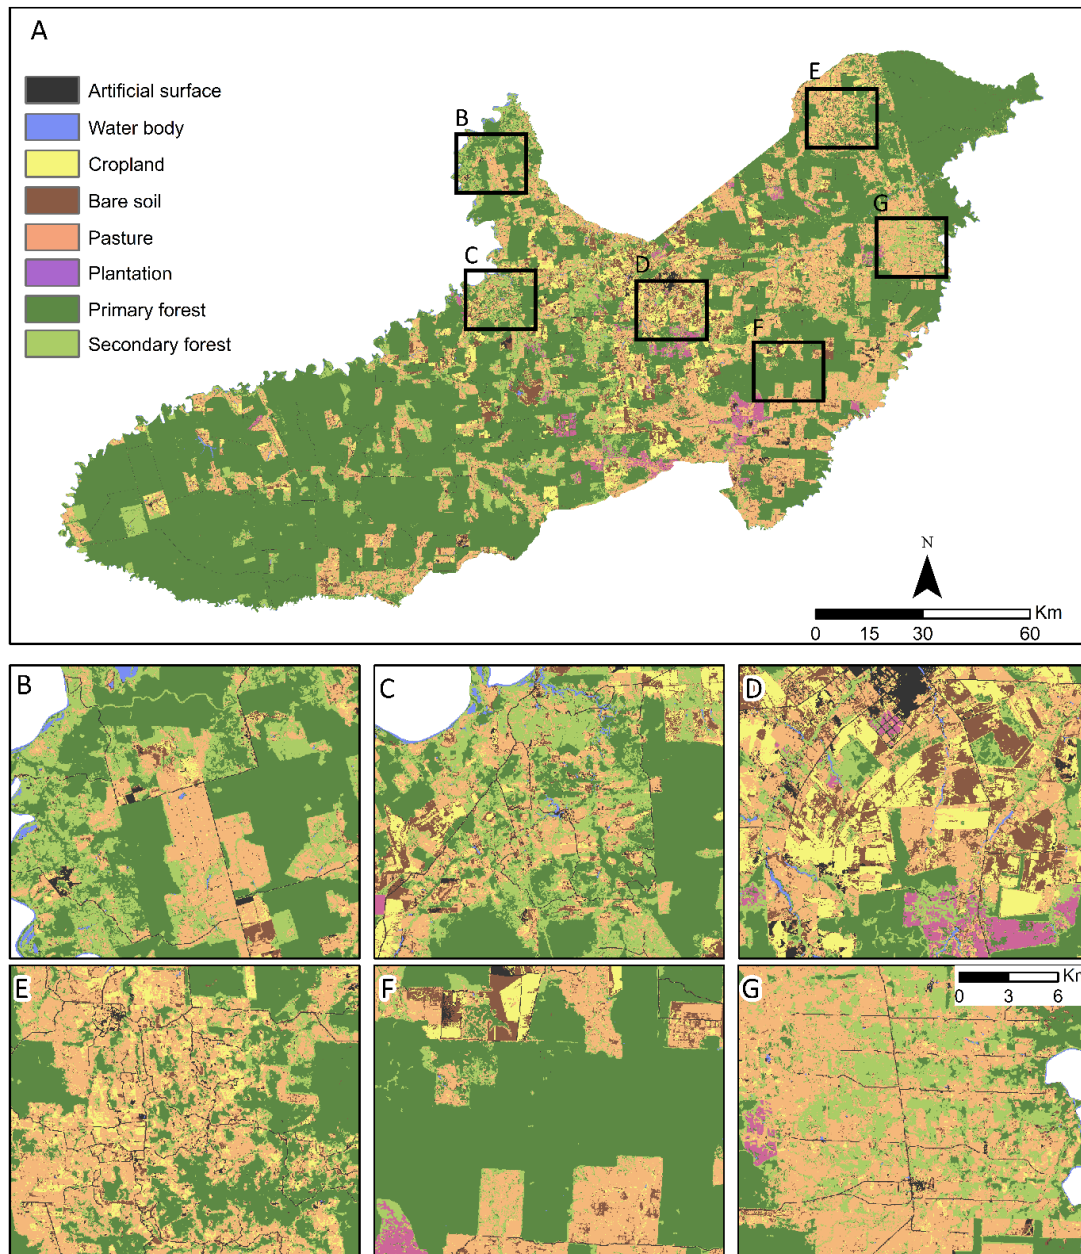 A
Artificial surface
Water body
Cropland
Bare soil
Pasture
Plantation
Primary forest
Secondary forest
B
C
D
E
F
G
N
Km
0 15 30 60
B
C
D
E
F
G
Km
0 3 6